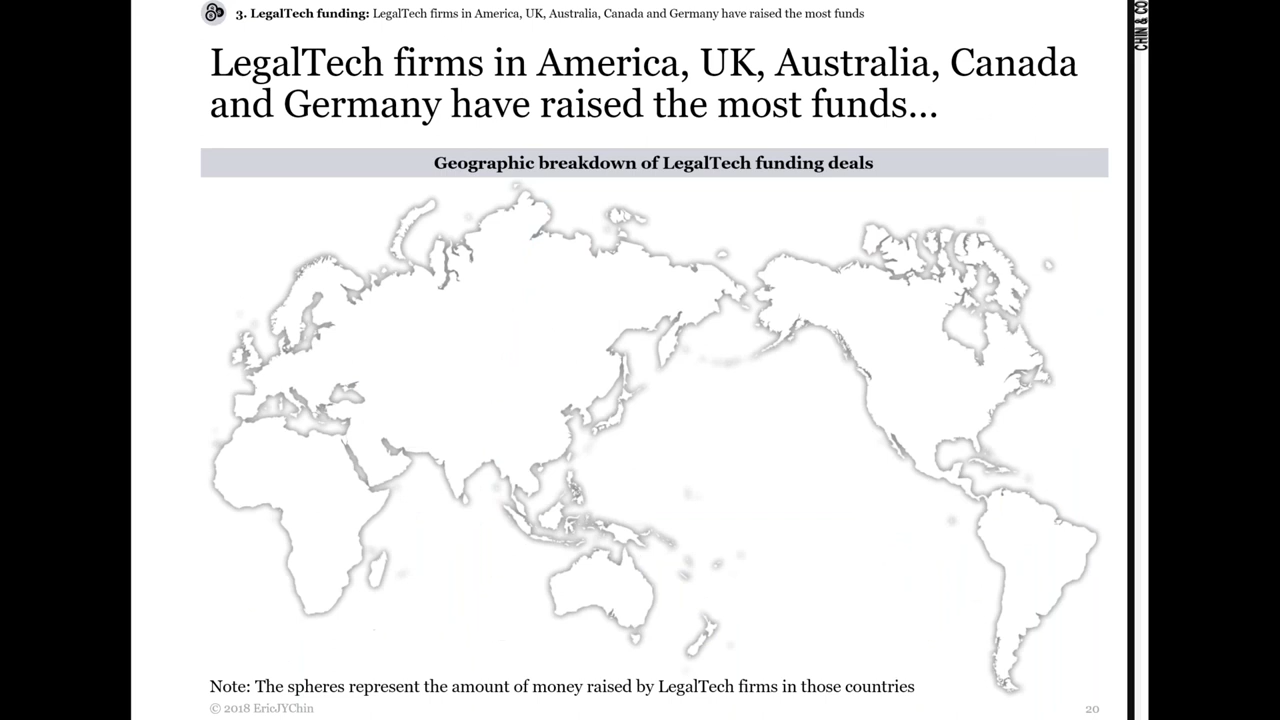 3. LegalTech funding: LegalTech firms in America, UK, Australia, Canada and Germany have raised the most funds
CHIN & CO
LegalTech firms in America, UK, Australia, Canada
and Germany have raised the most funds...
Geographic breakdown of LegalTech funding deals
Note: The spheres represent the amount of money raised by LegalTech firms in those countries
© 2018 EricJYChin
20